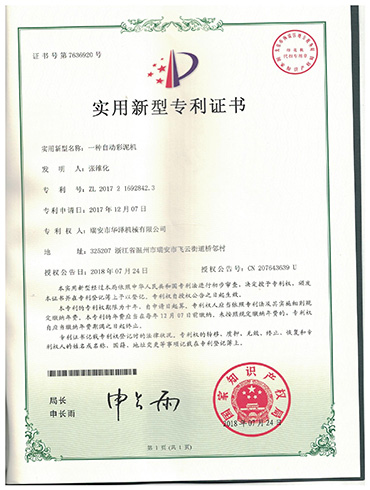 证书号第7636920号
实用新型专利证书
实用新型名称:一种自动彩泥机
发 明 人:张维化
专 利 号:ZL 2017 2 1692842.3
专利申请日:2017年12月07日
专 利 权 人:瑞安市华泽机械有限公司
地 址:325207 浙江省温州市瑞安市飞云街道桥邻村
授权公告日:2018年07月24日 授权公告号:CN 207643639 U
本实用新型经过本局依照中华人民共和国专利法进行初步审查,决定授予专利权,颁发
本证书并在专利登记簿上予以登记。专利权自授权公告之日起生效。
本专利的专利权期限为十年,自申请日起算。专利权人应当依照专利法及其实施细则规
定缴纳年费。本专利的年费应当在每年12月07日前缴纳。未按照规定缴纳年费的,专利权
自应当缴纳年费期满之日起终止。
专利证书记载专利权登记时的法律状况。专利权的转移、质押、无效、终止、恢复和专
利权人的姓名或名称、国籍、地址变更等事项记载在专利登记簿上。
局长
申长雨
申长雨
国家知识产权局
2018年07月24日
第1页(共1页)